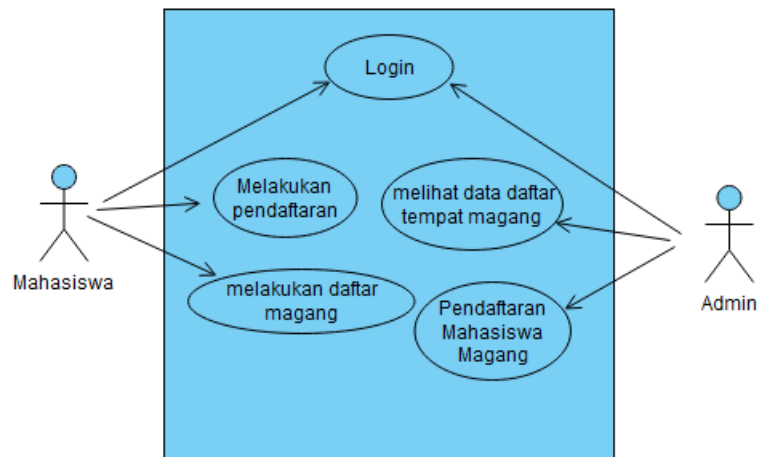 Login
Melakukan
pendaftaran
melihat data daftar
tempat magang
Mahasiswa
melakukan daftar
magang
Pendaftaran
Mahasiswa
Magang
Admin